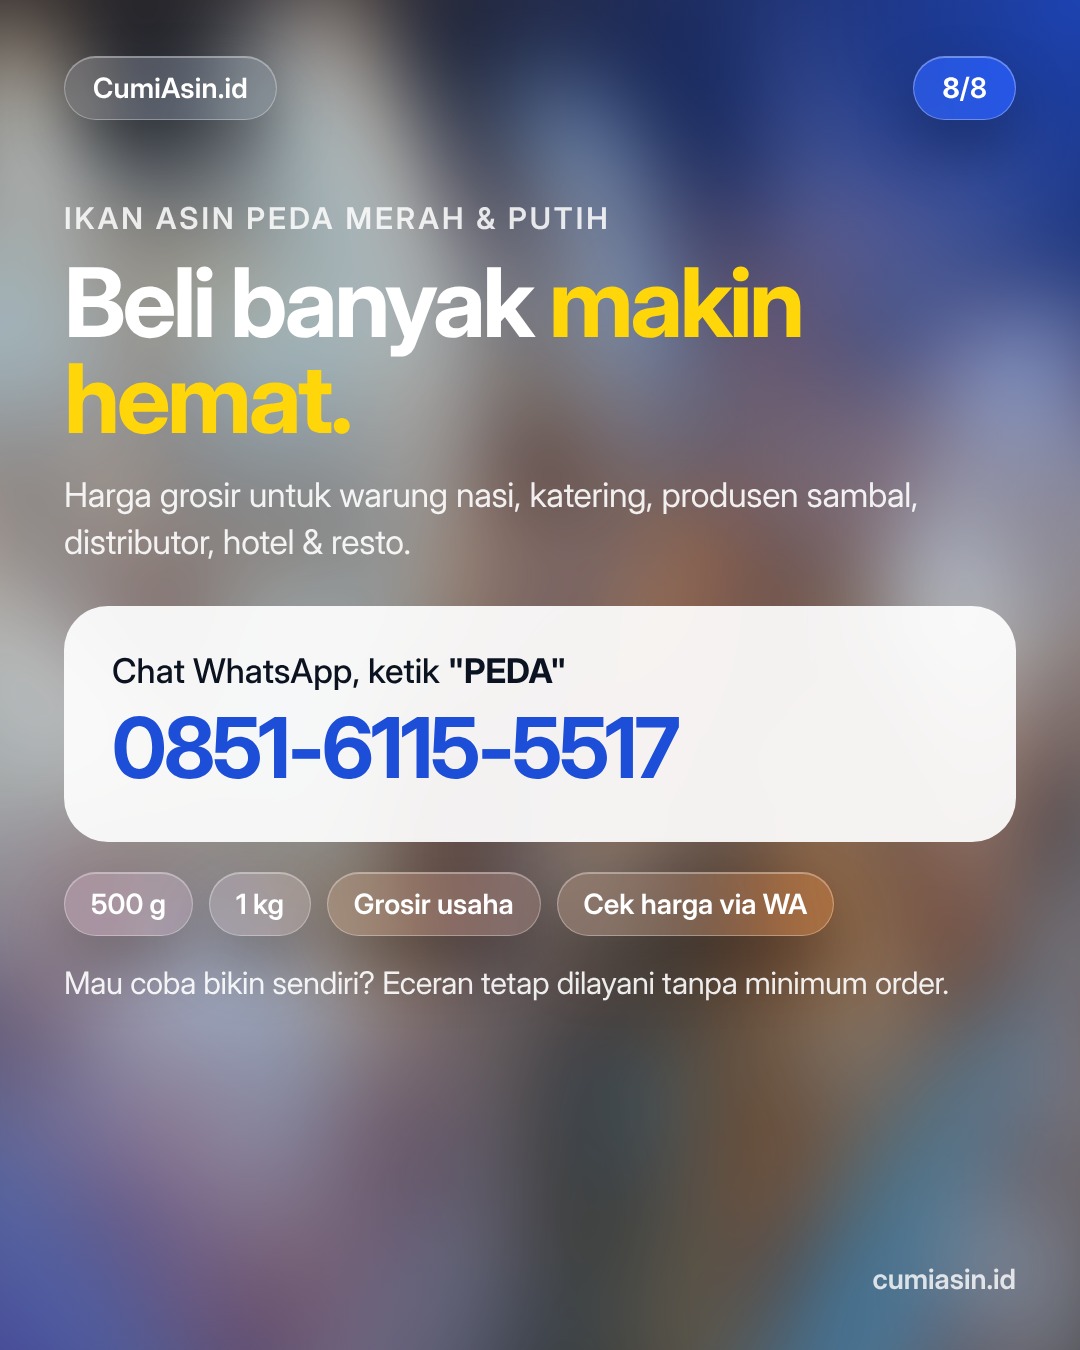 CumiAsin.id
8/8
IKAN ASIN PEDA MERAH & PUTIH
Beli banyak makin
hemat.
Harga grosir untuk warung nasi, katering, produsen sambal,
distributor, hotel & resto.
Chat WhatsApp, ketik "PEDA"
0851-6115-5517
500 g
1 kg
Grosir usaha
Cek harga via WA
Mau coba bikin sendiri? Eceran tetap dilayani tanpa minimum order.
cumiasin.id